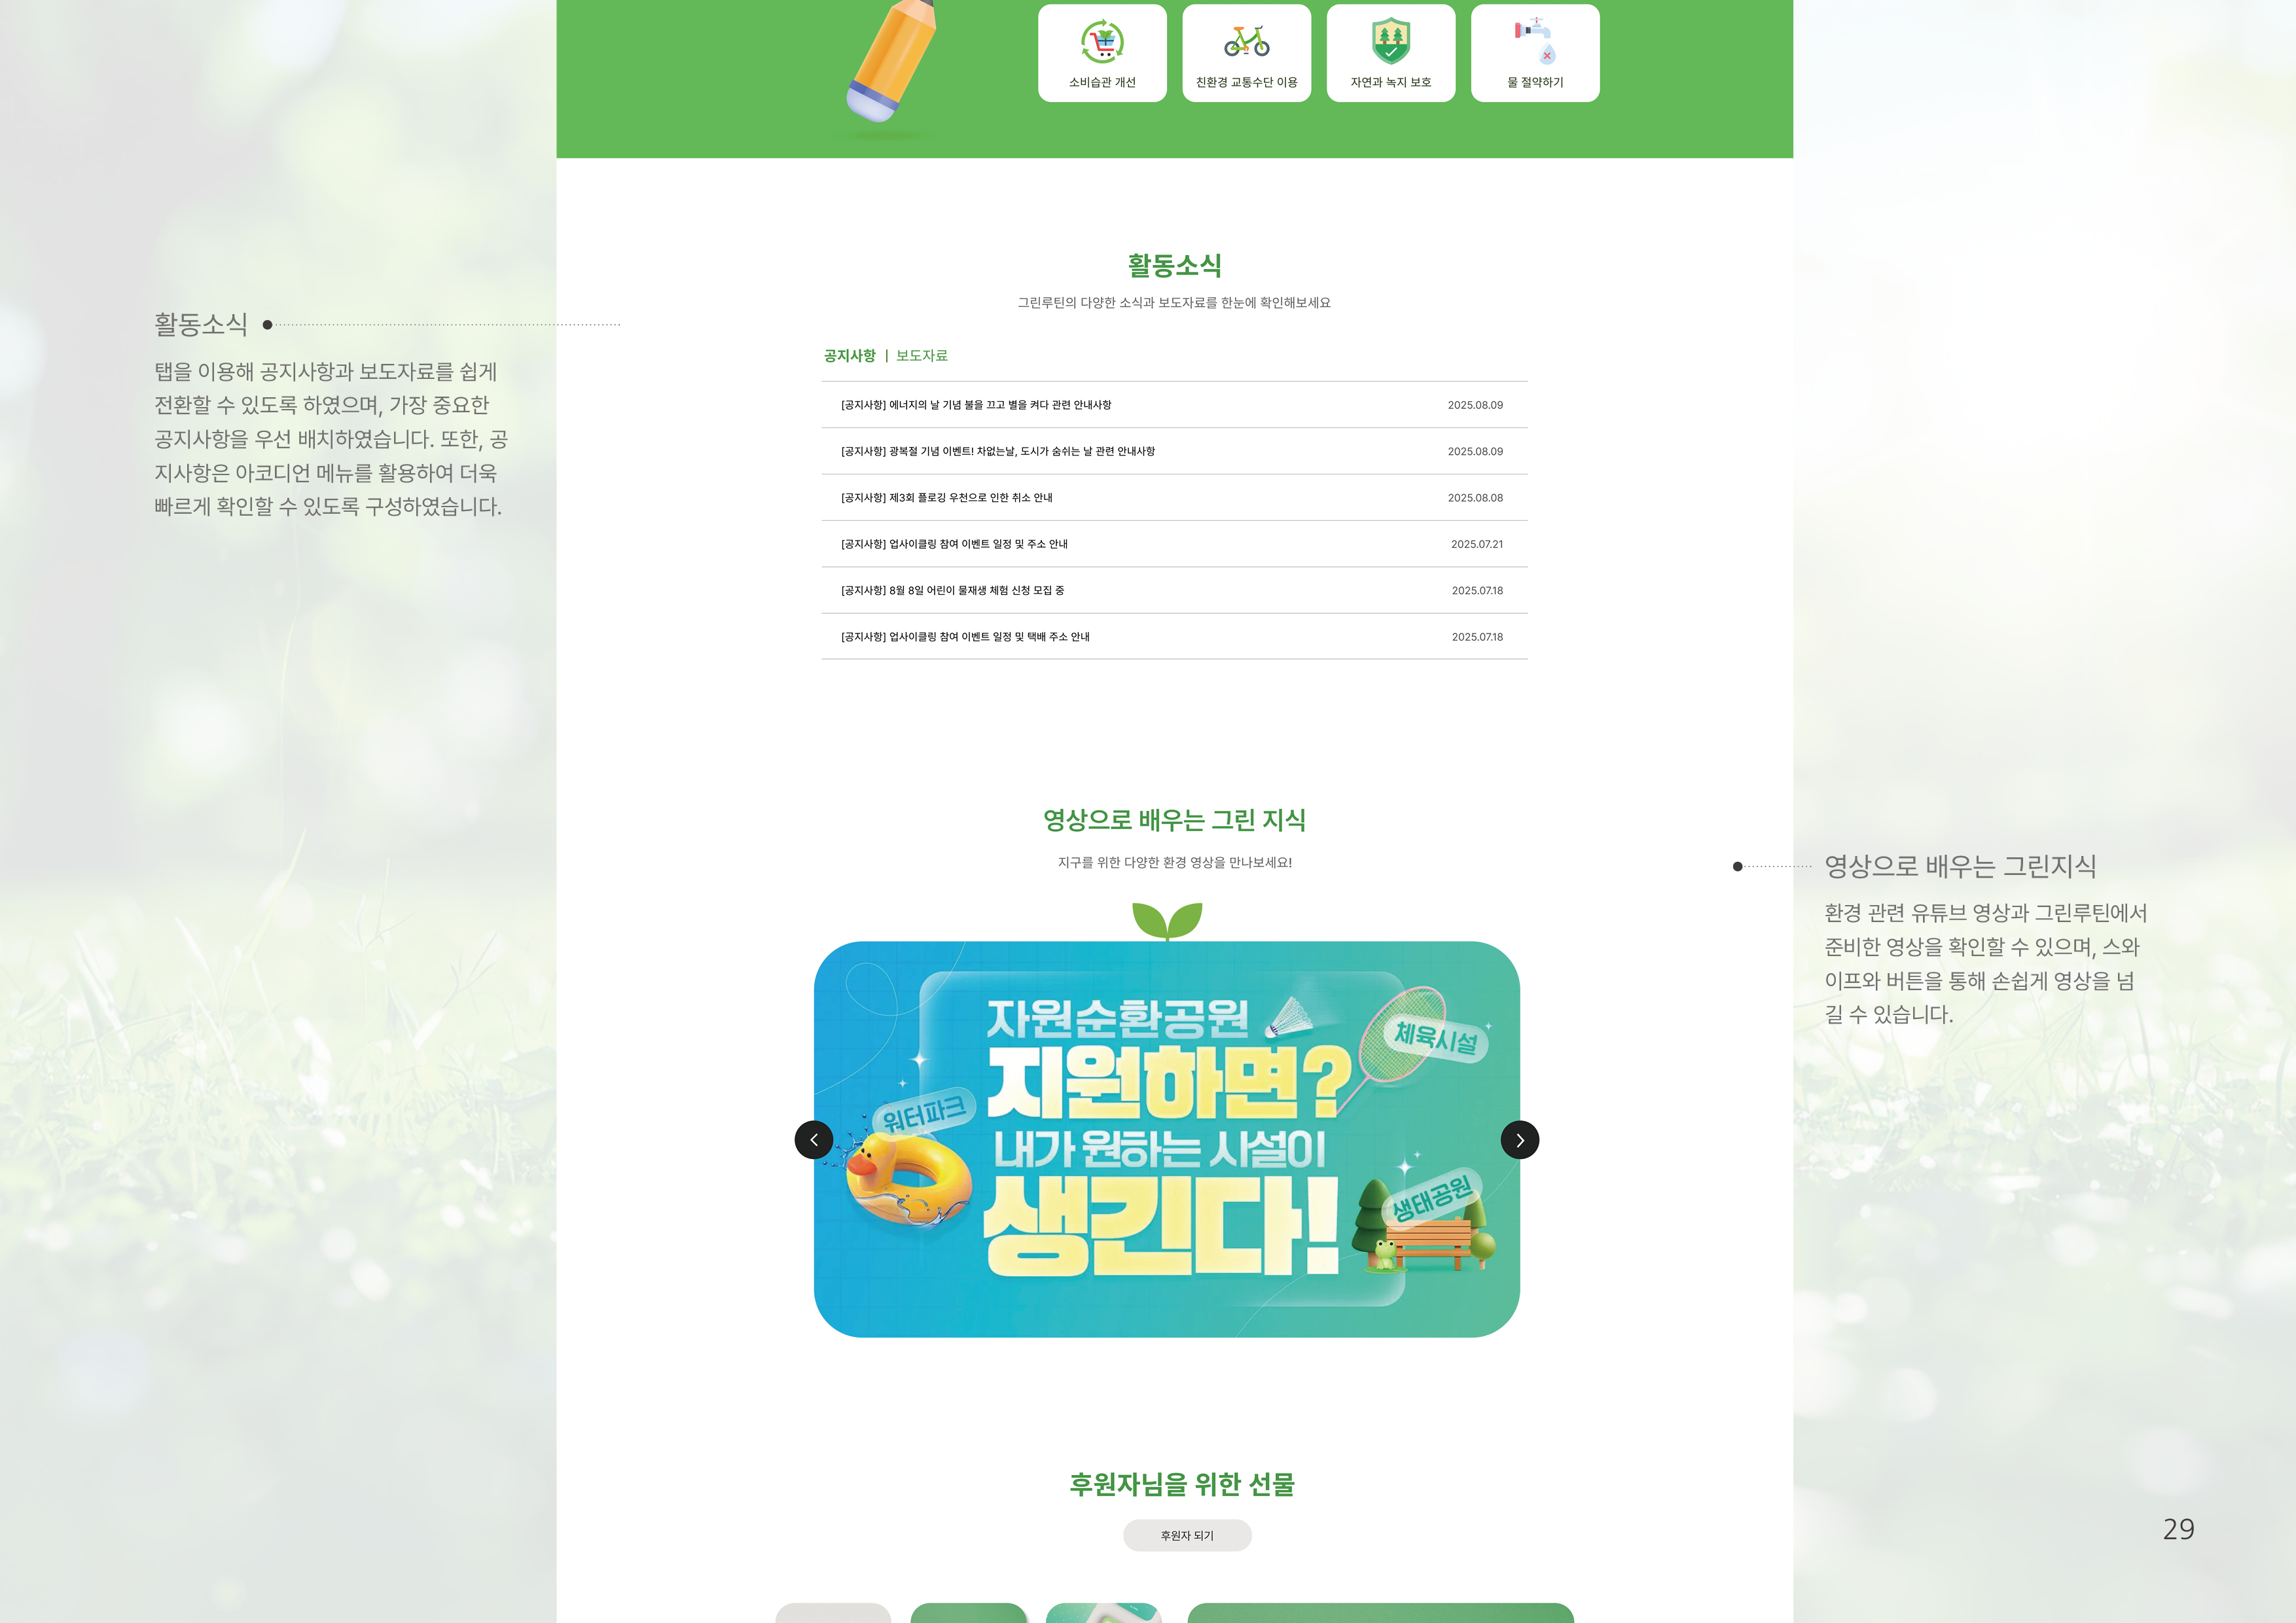 소비습관 개선
친환경 교통수단 이용
자연과 녹지 보호
물 절약하기
활동소식
그린루틴의 다양한 소식과 보도자료를 한눈에 확인해보세요
활동소식
탭을 이용해 공지사항과 보도자료를 쉽게
전환할 수 있도록 하였으며, 가장 중요한
공지사항을 우선 배치하였습니다. 또한, 공
지사항은 아코디언 메뉴를 활용하여 더욱
빠르게 확인할 수 있도록 구성하였습니다.
공지사항 | 보도자료
[공지사항] 에너지의 날 기념 불을 끄고 별을 켜다 관련 안내사항 2025.08.09
[공지사항] 광복절 기념 이벤트! 차없는날, 도시가 숨쉬는 날 관련 안내사항 2025.08.09
[공지사항] 제3회 플로깅 우천으로 인한 취소 안내 2025.08.08
[공지사항] 업사이클링 참여 이벤트 일정 및 주소 안내 2025.07.21
[공지사항] 8월 8일 어린이 물재생 체험 신청 모집 중 2025.07.18
[공지사항] 업사이클링 참여 이벤트 일정 및 택배 주소 안내 2025.07.18
영상으로 배우는 그린 지식
지구를 위한 다양한 환경 영상을 만나보세요!
영상으로 배우는 그린지식
환경 관련 유튜브 영상과 그린루틴에서
준비한 영상을 확인할 수 있으며, 스와
이프와 버튼을 통해 손쉽게 영상을 넘
길 수 있습니다.
자원순환공원
지원하면?
내가 원하는 시설이
생긴다!
체육시설
워터파크
생태공원
후원자님을 위한 선물
후원자 되기
29